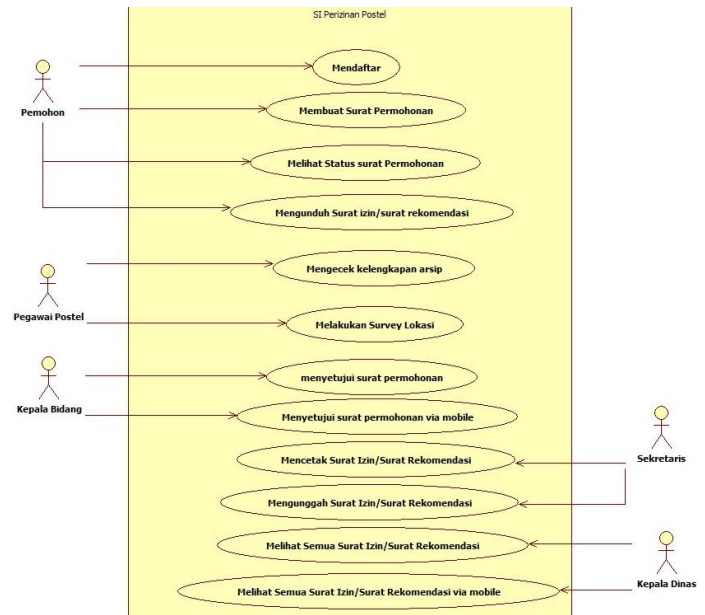 SI Perizinan Postel
Mendaftar
Pemohon
Membuat Surat Permohonan
Melihat Status surat Permohonan
Mengunduh Surat izin/surat rekomendasi
Mengecek kelengkapan arsip
Pegawai Postel
Melakukan Survey Lokasi
menyetujui surat permohonan
Kepala Bidang
Menyetujui surat permohonan via mobile
Mencetak Surat Izin/Surat Rekomendasi
Sekretaris
Mengunggah Surat Izin/Surat Rekomendasi
Melihat Semua Surat Izin/Surat Rekomendasi
Kepala Dinas
Melihat Semua Surat Izin/Surat Rekomendasi via mobile